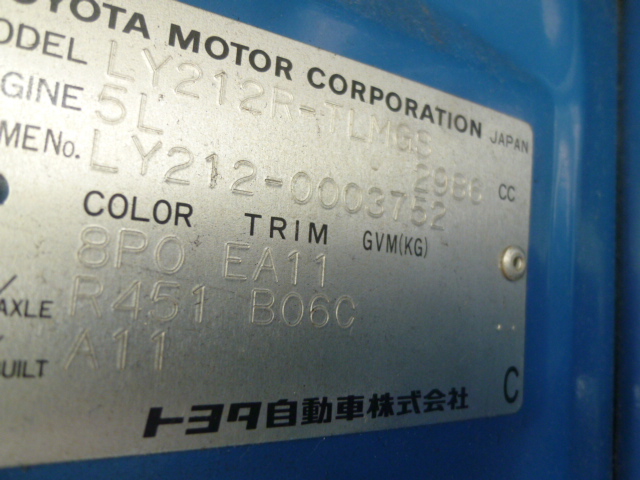 TOYOTA MOTOR CORPORATION JAPAN
MODEL LY212R-TLMGS
ENGINE 5L 2986 CC
FRAME No. LY212-0003752
COLOR TRIM GVM(KG)
8P0 EA11
/AXLE R451 B06C
BUILT A11
C
トヨタ自動車株式会社